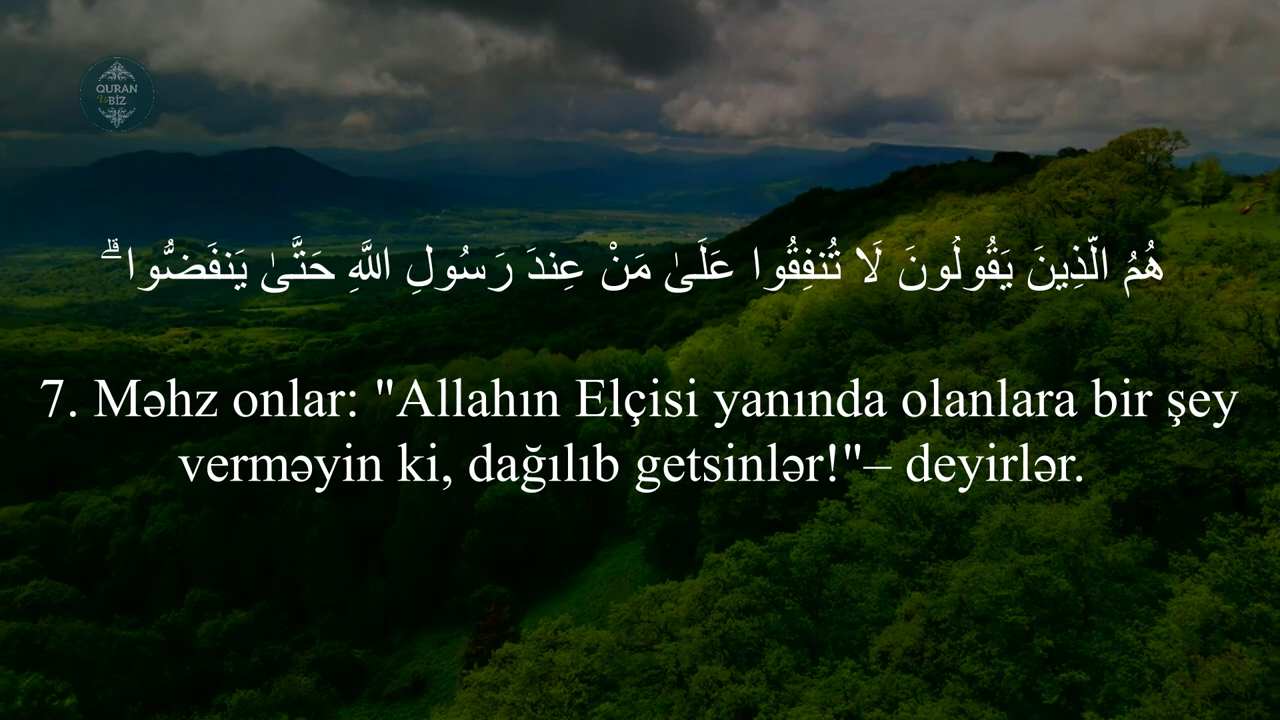 QURAN
Və
BİZ
هُمُ الَّذِينَ يَقُولُونَ لَا تُنفِقُوا عَلَىٰ مَنْ عِندَ رَسُولِ اللَّهِ حَتَّىٰ يَنفَضُّوا ۗ
7. Məhz onlar: "Allahın Elçisi yanında olanlara bir şey
verməyin ki, dağılıb getsinlər!"– deyirlər.